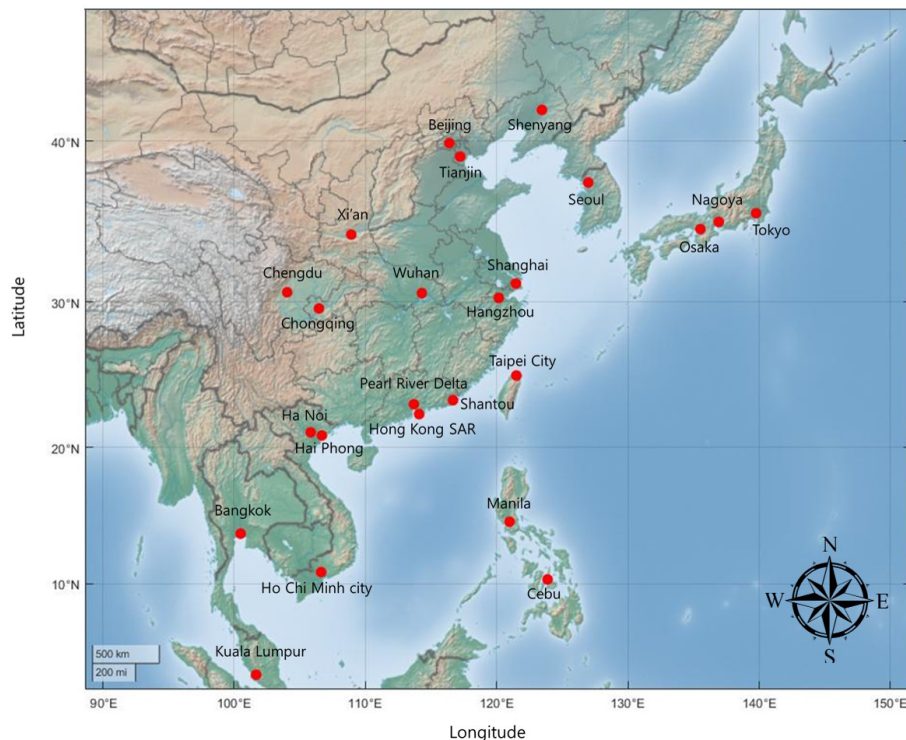 Beijing
Shenyang
40°N
Tianjin
Seoul
Nagoya
Xi'an
Tokyo
Osaka
Chengdu
Wuhan
Shanghai
30°N
Chongqing
Hangzhou
Latitude
Taipei City
Pearl River Delta
Shantou
Ha Nói
Hong Kong SAR
Hai Phong
20°N
Bangkok
Manila
N
10°N
Ho Chi Minh city
Cebu
W
E
S
500 km
200 mi
Kuala Lumpur
90°E
100°E
110°E
120°E
130°E
140°E
150°E
Longitude